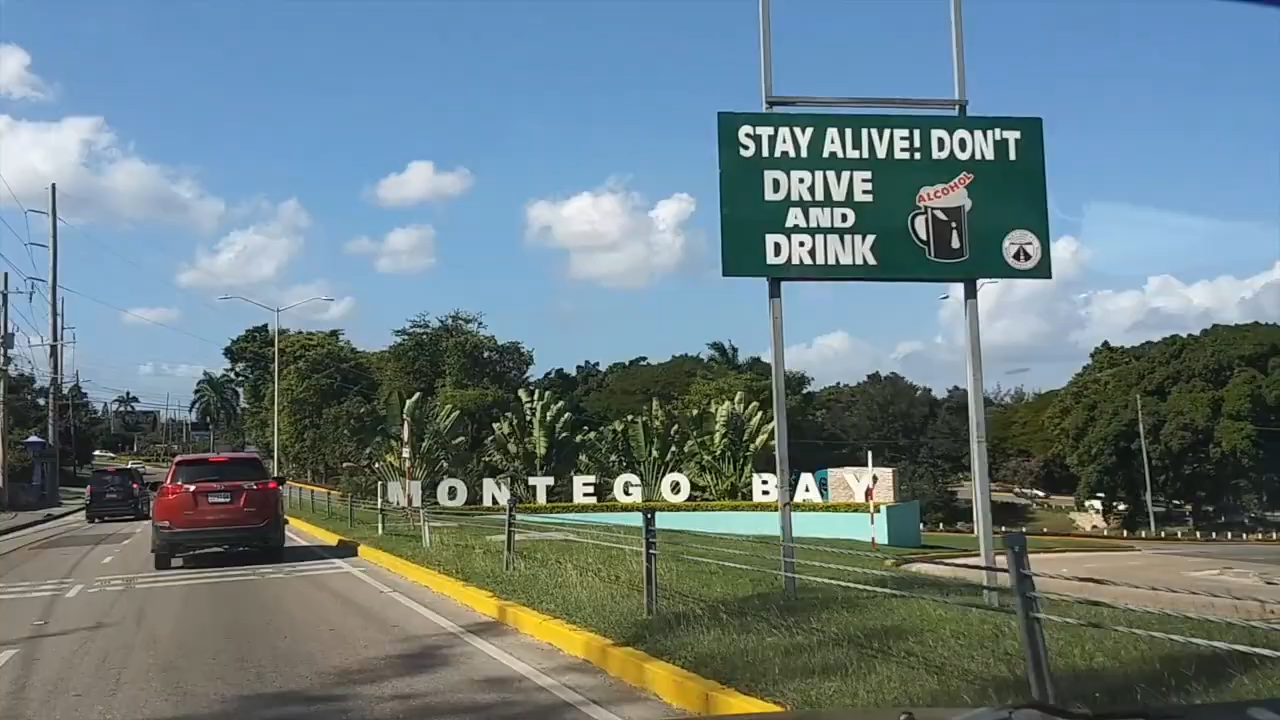 STAY ALIVE! DON'T
DRIVE
AND
DRINK
ALCOHOL
MONTEGO BAY